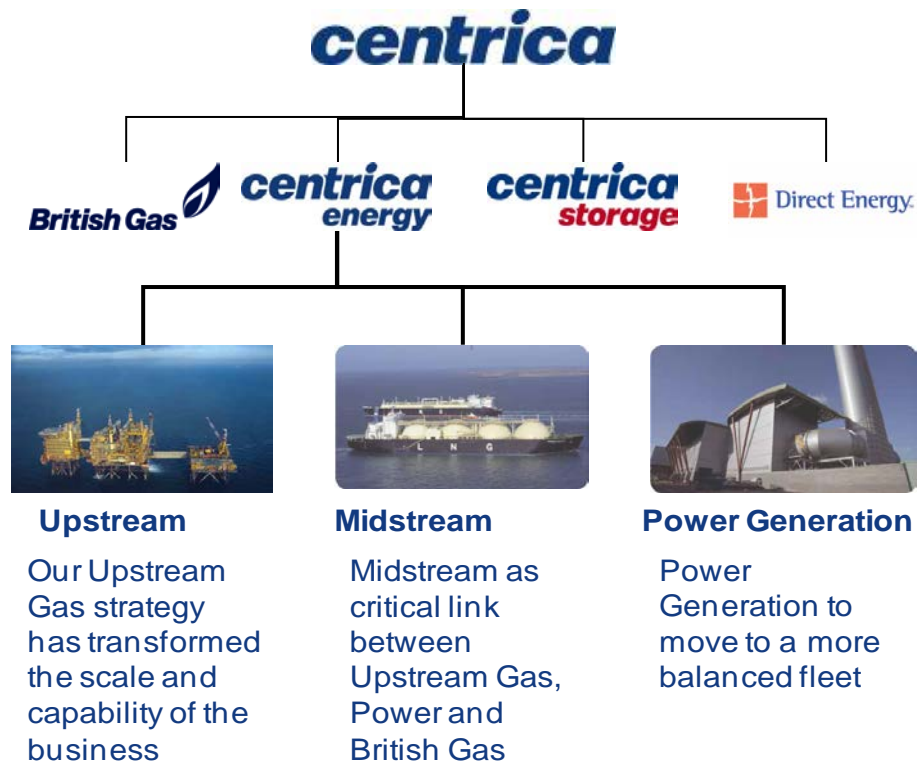 centrica
British Gas
centrica
energy
centrica
storage
Direct Energy.
LNG
Upstream
Midstream
Power Generation
Our Upstream
Gas strategy
has transformed
the scale and
capability of the
business
Midstream as
critical link
between
Upstream Gas,
Power and
British Gas
Power
Generation to
move to a more
balanced fleet